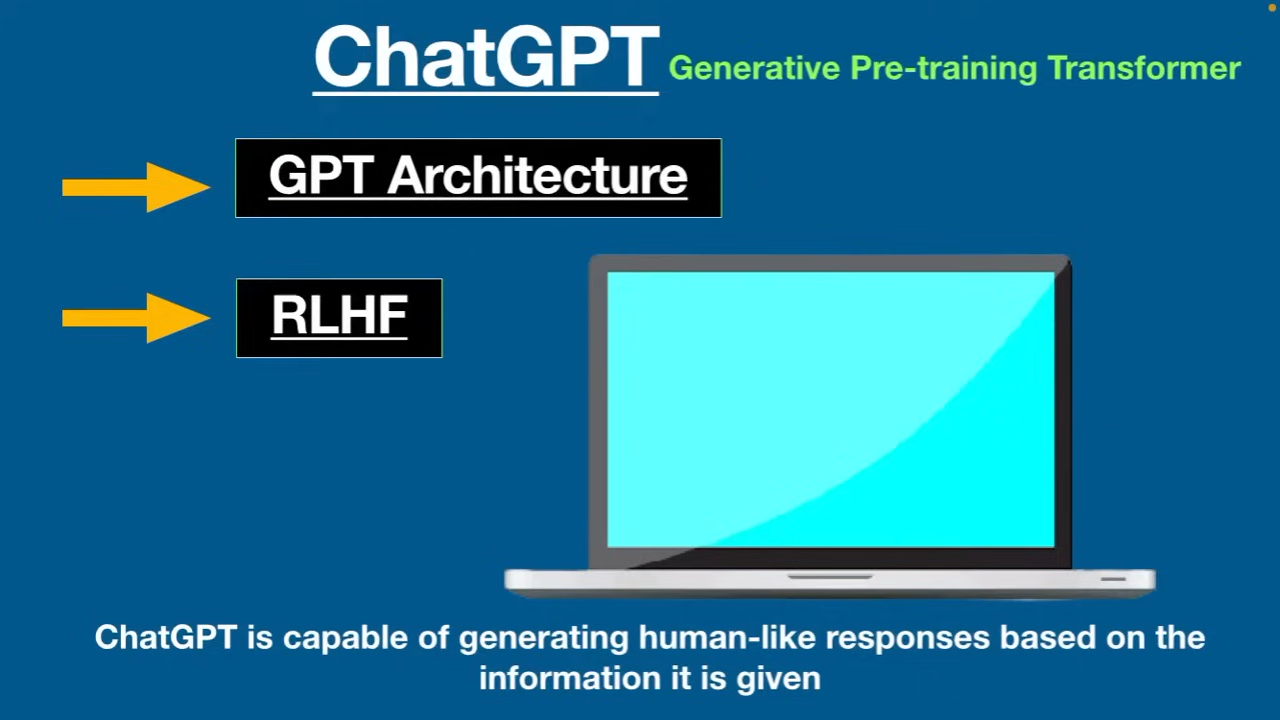 ChatGPT Generative Pre-training Transformer
GPT Architecture
RLHF
ChatGPT is capable of generating human-like responses based on the
information it is given